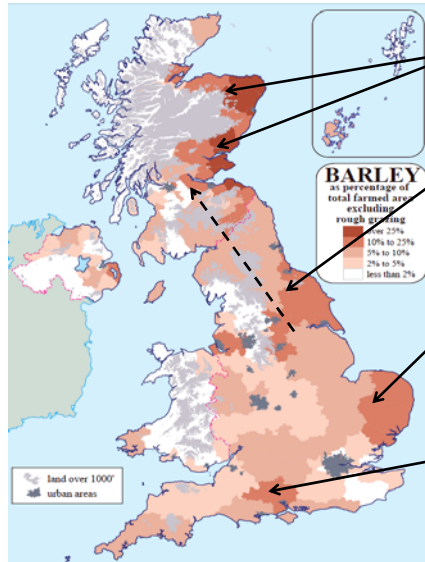 BARLEY
as percentage of
total farmed area
excluding
rough grazing
over 25%
10% to 25%
5% to 10%
2% to 5%
less than 2%
land over 1000'
urban areas